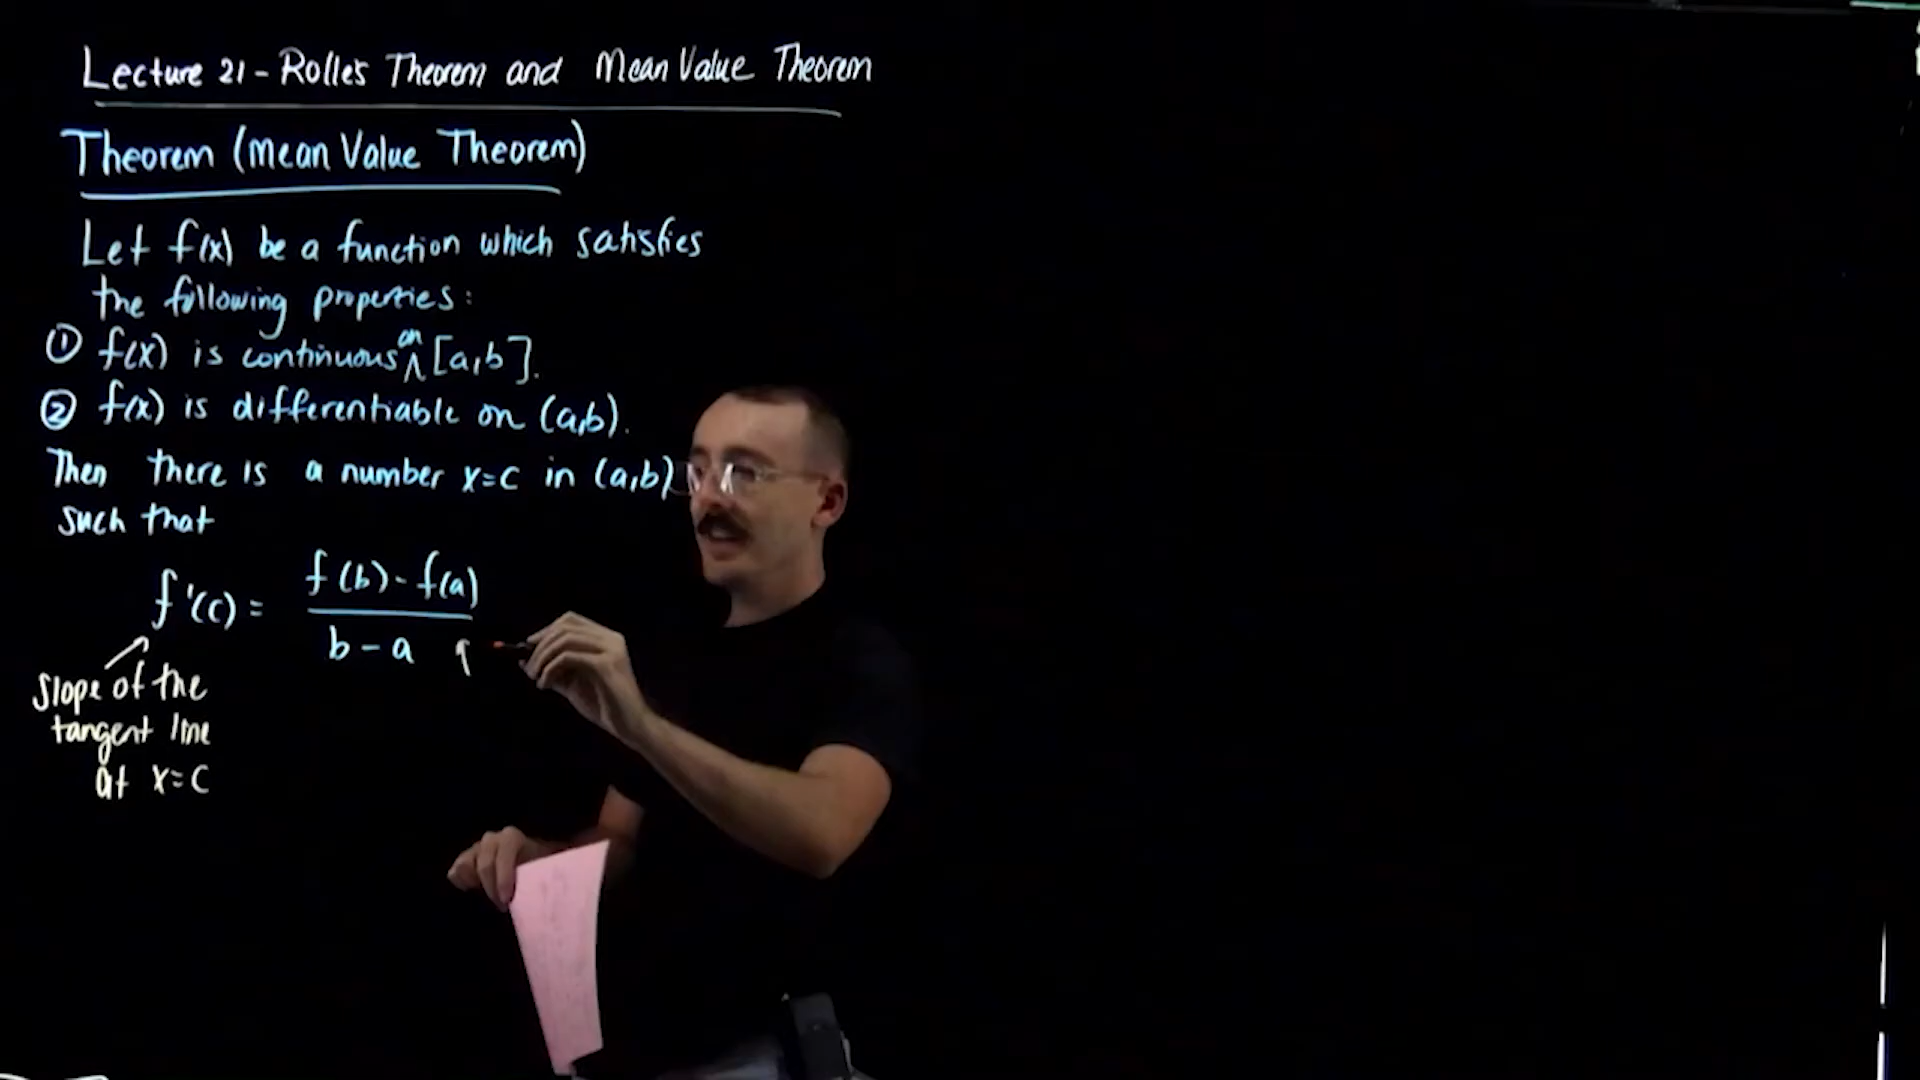 Lecture 21 - Rolle's Theorem and Mean Value Theorem
Theorem (Mean Value Theorem)
Let f(x) be a function which satisfies
the following properties:
① f(x) is continuous on [a,b].
② f(x) is differentiable on (a,b).
Then there is a number x=c in (a,b)
such that
f'(c) = f(b) - f(a)
b - a
Slope of the
tangent line
at x=c